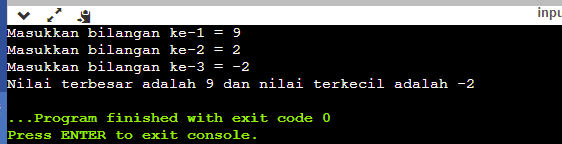 inpu
Masukkan bilangan ke-1 = 9
Masukkan bilangan ke-2 = 2
Masukkan bilangan ke-3 = -2
Nilai terbesar adalah 9 dan nilai terkecil adalah -2
...Program finished with exit code 0
Press ENTER to exit console.